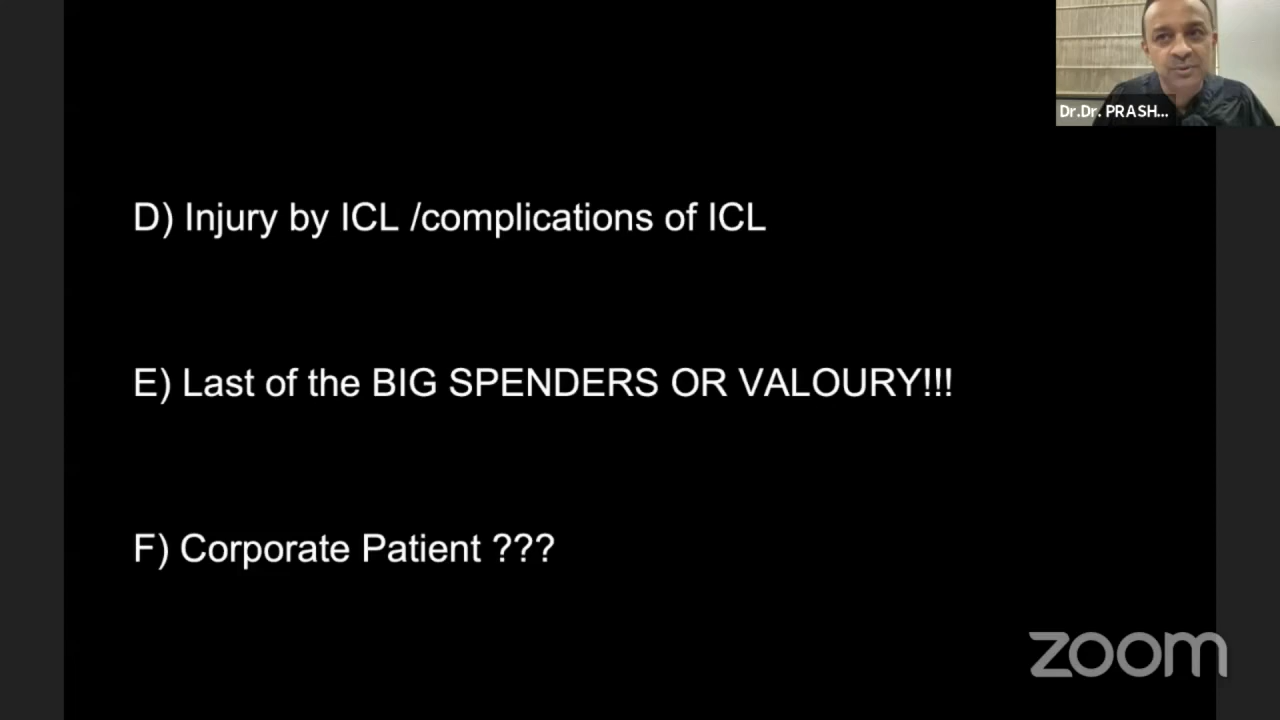 Dr.Dr. PRASH...
D) Injury by ICL /complications of ICL
E) Last of the BIG SPENDERS OR VALOURY!!!
F) Corporate Patient ???
zoom